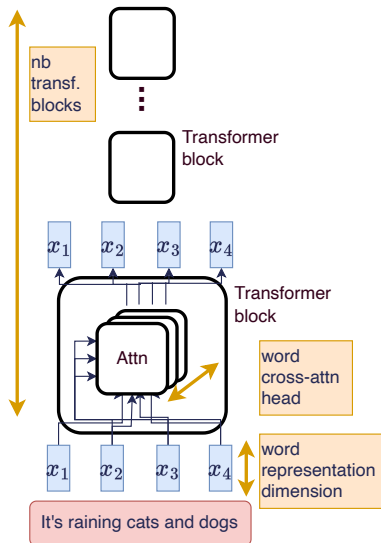 nb
transf.
blocks
Transformer
block
x1 x2 x3 x4
Transformer
block
Attn
word
cross-attn
head
x1 x2 x3 x4
word
representation
dimension
It's raining cats and dogs